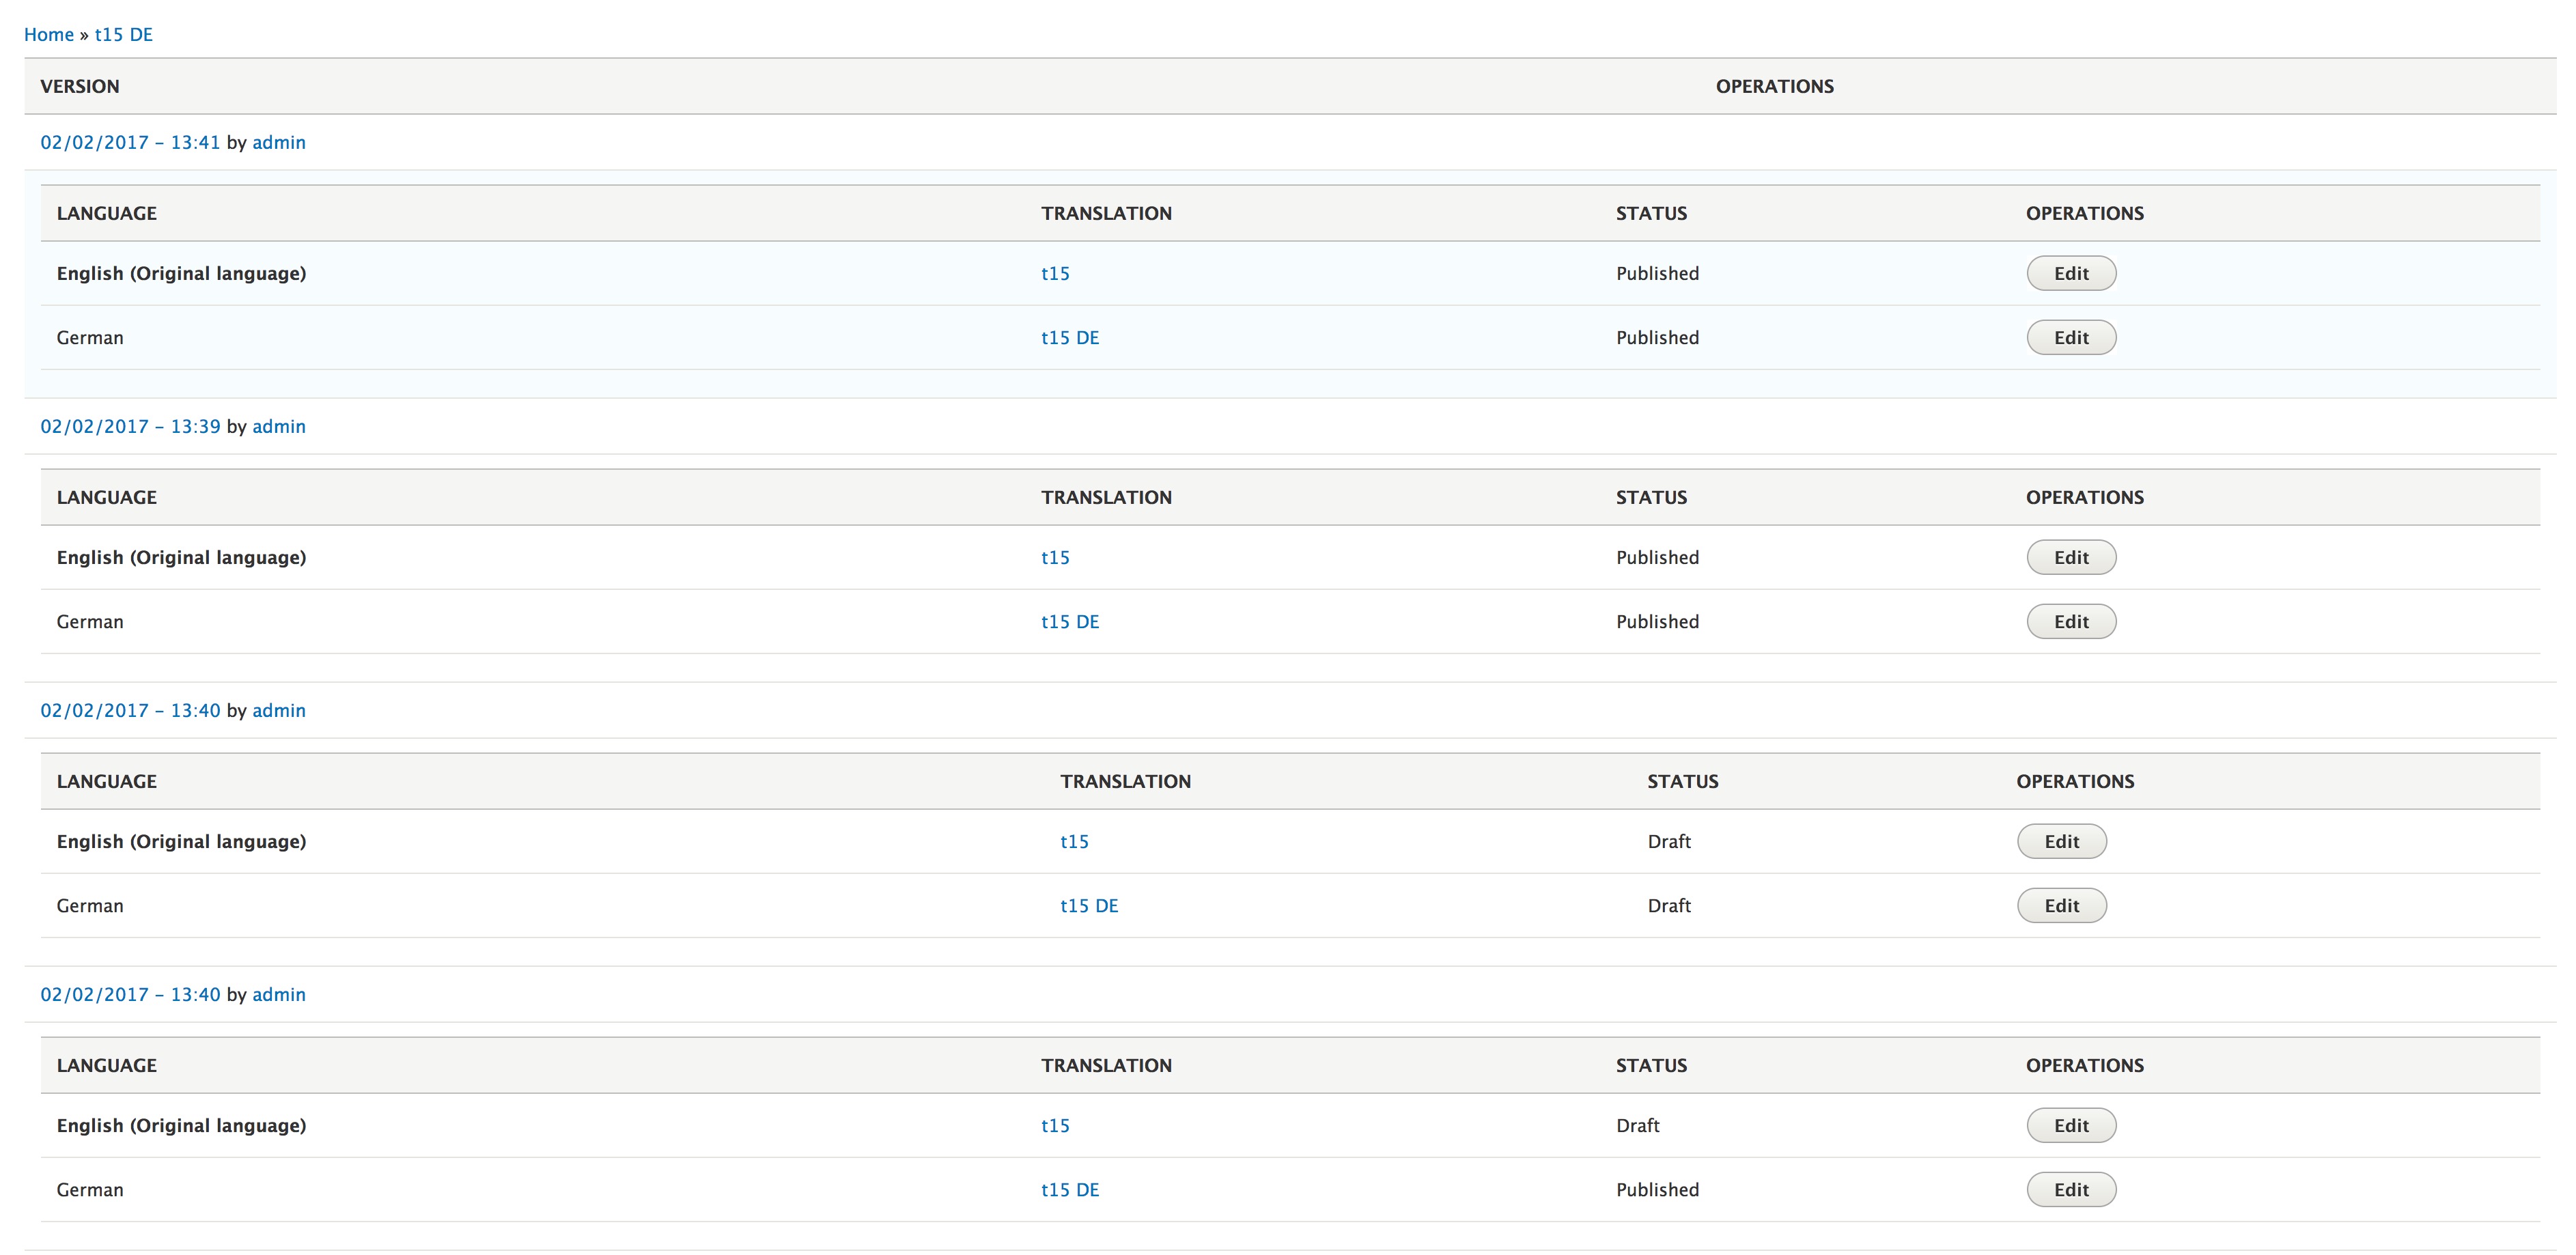 Home » t15 DE
VERSION OPERATIONS
02/02/2017 – 13:41 by admin
LANGUAGE TRANSLATION STATUS OPERATIONS
English (Original language) t15 Published Edit
German t15 DE Published Edit
02/02/2017 – 13:39 by admin
LANGUAGE TRANSLATION STATUS OPERATIONS
English (Original language) t15 Published Edit
German t15 DE Published Edit
02/02/2017 – 13:40 by admin
LANGUAGE TRANSLATION STATUS OPERATIONS
English (Original language) t15 Draft Edit
German t15 DE Draft Edit
02/02/2017 – 13:40 by admin
LANGUAGE TRANSLATION STATUS OPERATIONS
English (Original language) t15 Draft Edit
German t15 DE Published Edit